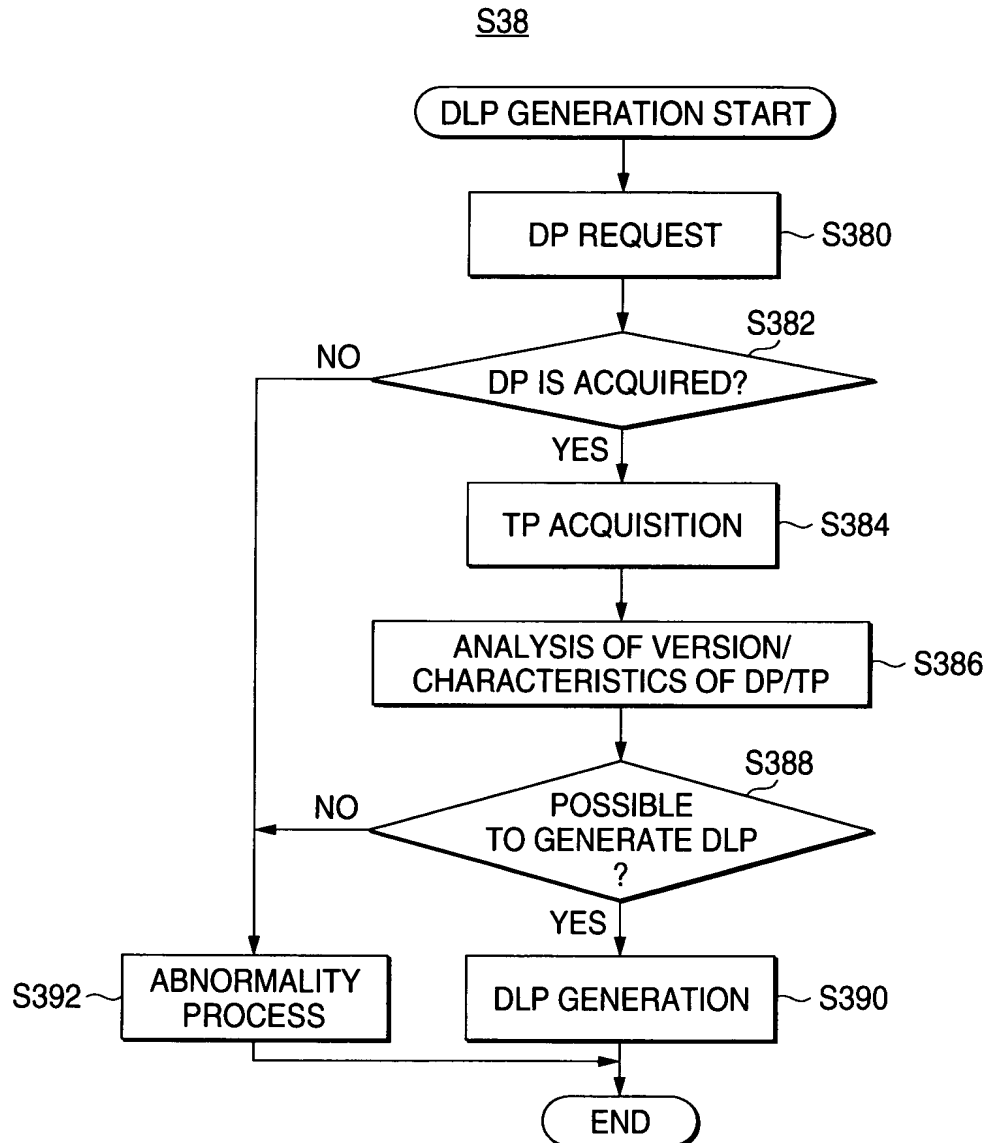 S38
DLP GENERATION START
DP REQUEST
S380
S382
NO
DP IS ACQUIRED?
YES
TP ACQUISITION
S384
ANALYSIS OF VERSION/
CHARACTERISTICS OF DP/TP
S386
S388
NO
POSSIBLE
TO GENERATE DLP
?
YES
S392
ABNORMALITY
PROCESS
DLP GENERATION
S390
END